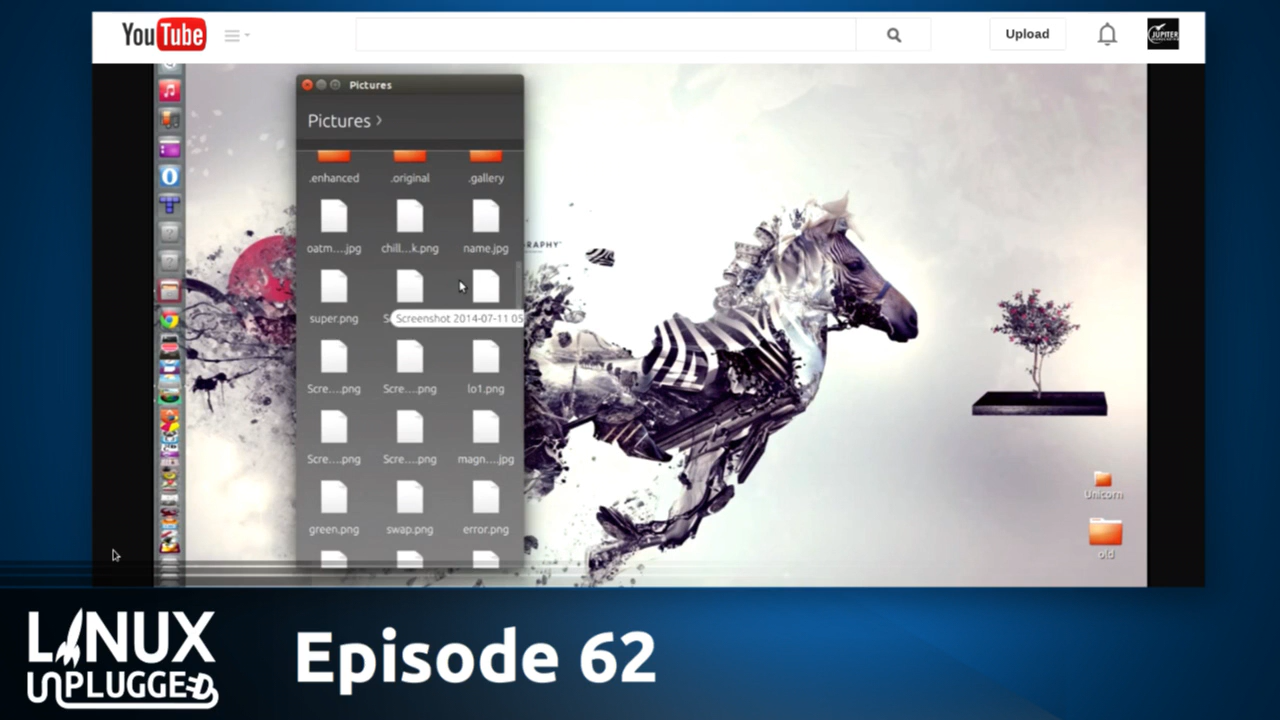 YouTube
Upload
JUPITER
Pictures
Pictures >
.enhanced .original .gallery
oatm....jpg chill...k.png name.jpg
RAPHY
super.png S
Screenshot 2014-07-11 05
Scre....png Scre....png lo1.png
Scre....png Scre....png magn....jpg
green.png swap.png error.png
Unicorn
old
LINUX
UNPLUGGED
Episode 62